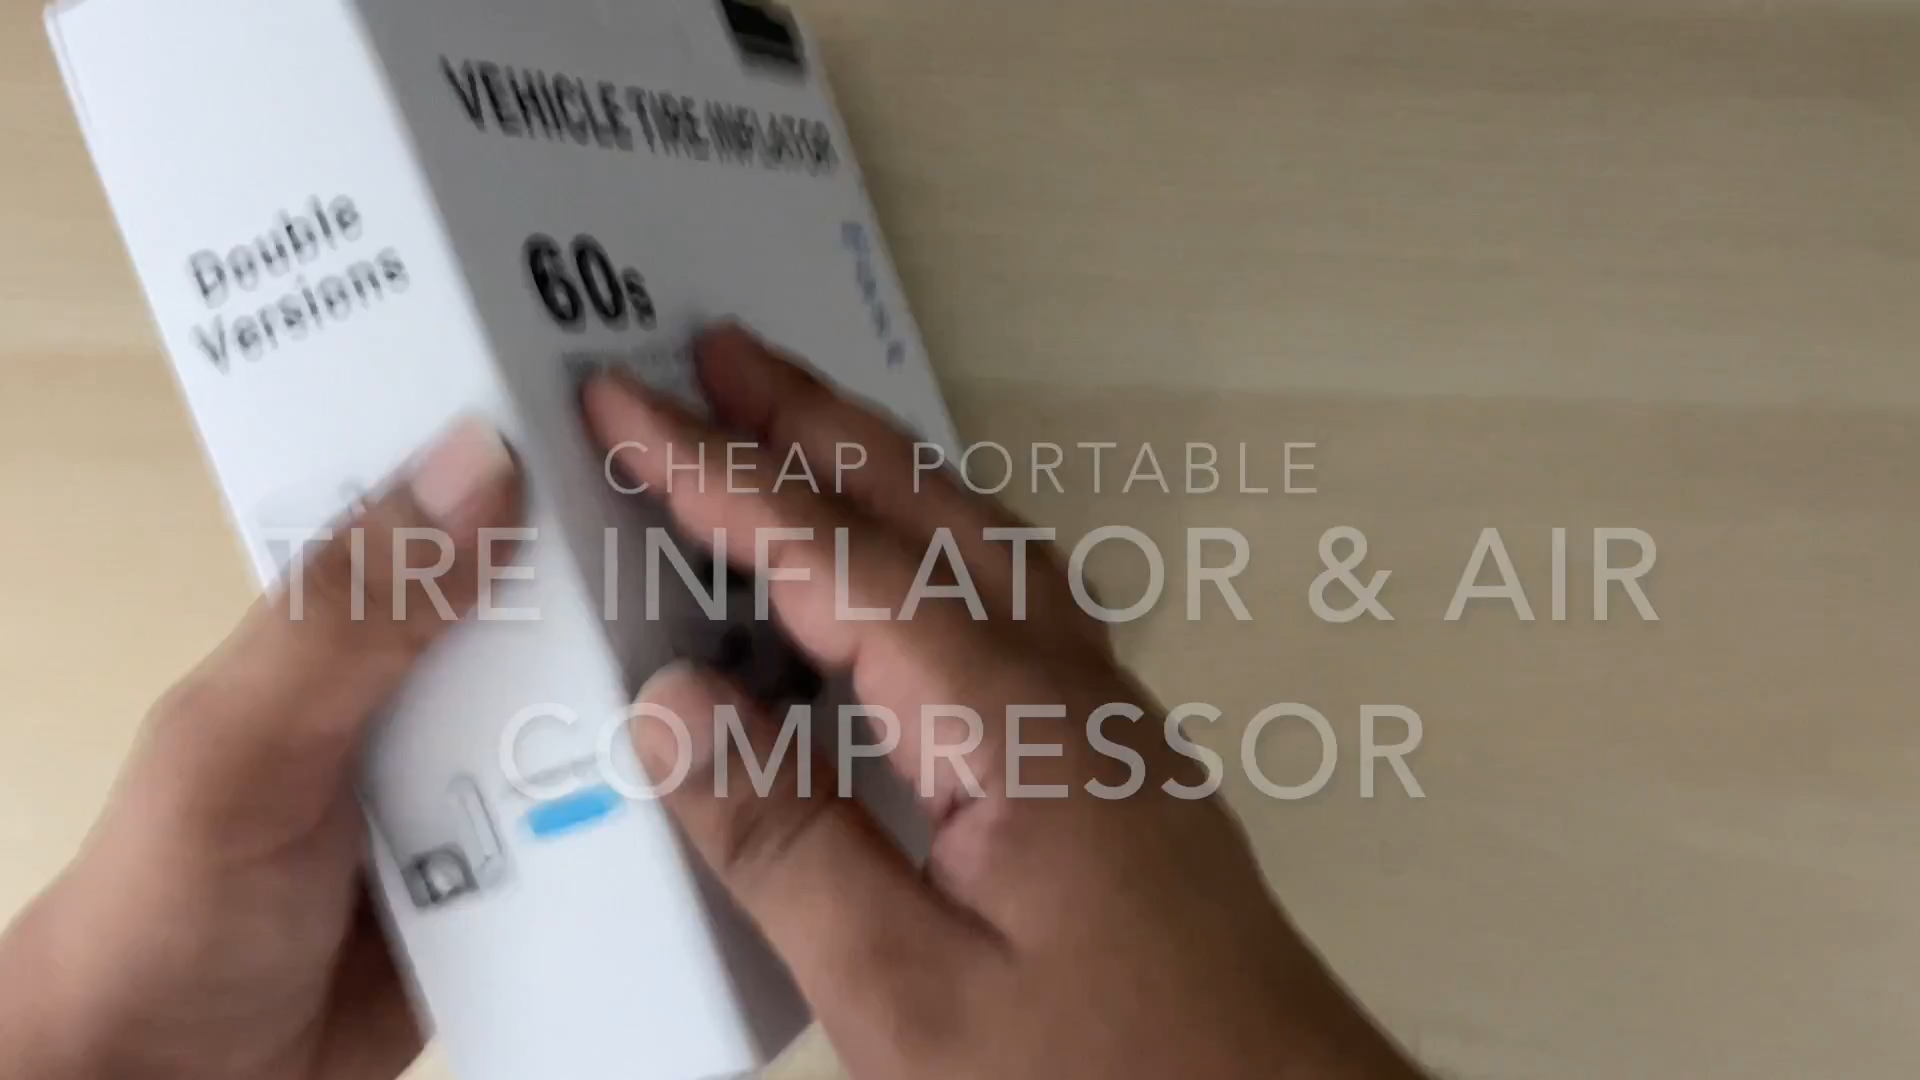 VEHICLE TIRE INFLATOR
Double
Versions
60s
CHEAP PORTABLE
TIRE INFLATOR & AIR
COMPRESSOR